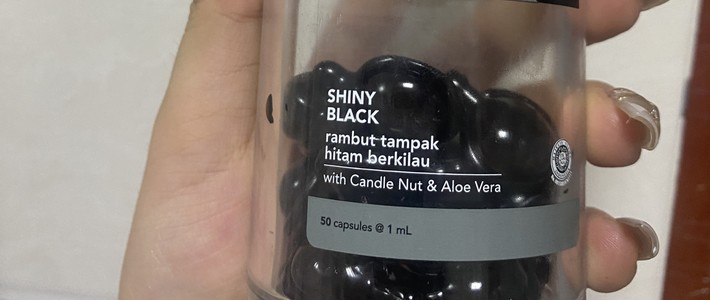 SHINY
BLACK
rambut tampak
hitam berkilau
with Candle Nut & Aloe Vera
50 capsules @ 1 mL